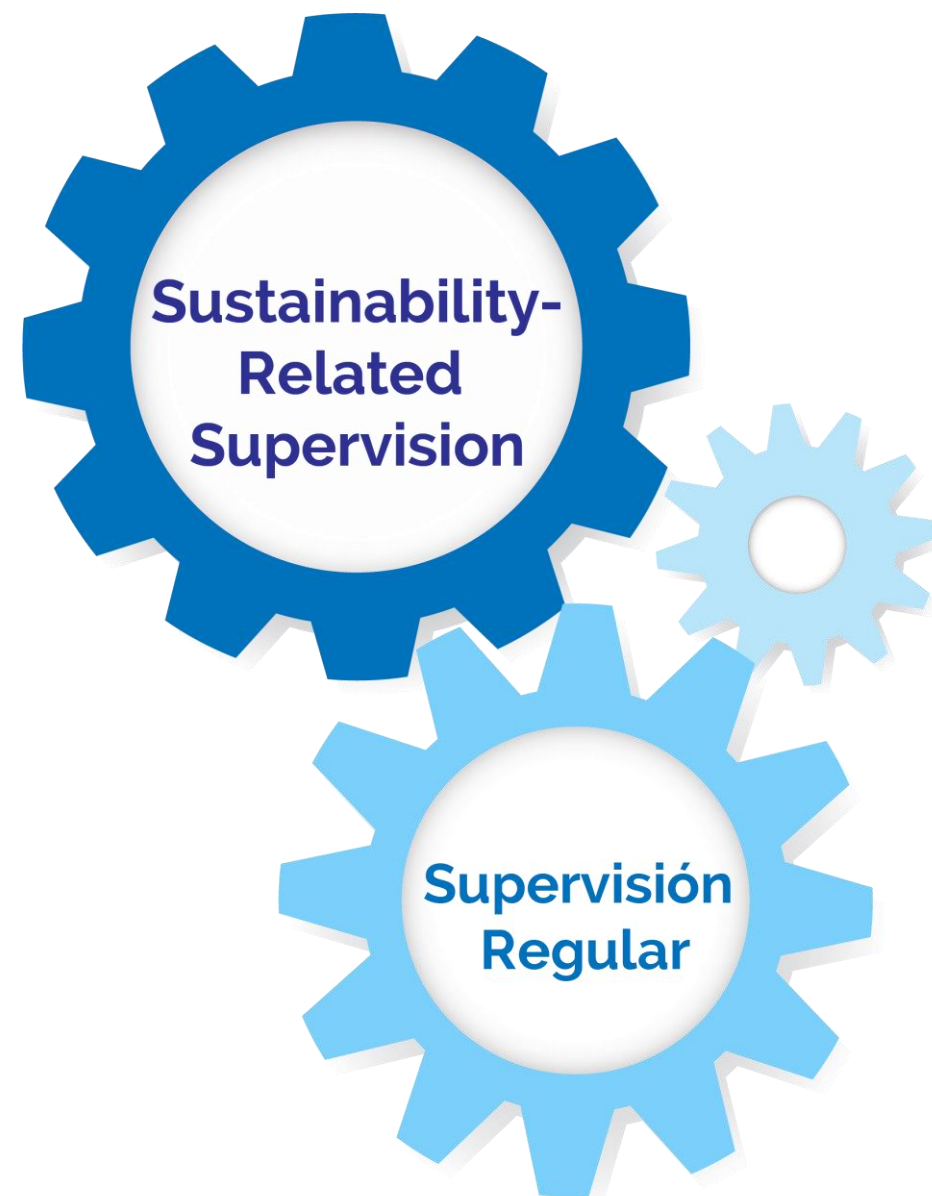 Sustainability-
Related
Supervision
Supervisión
Regular